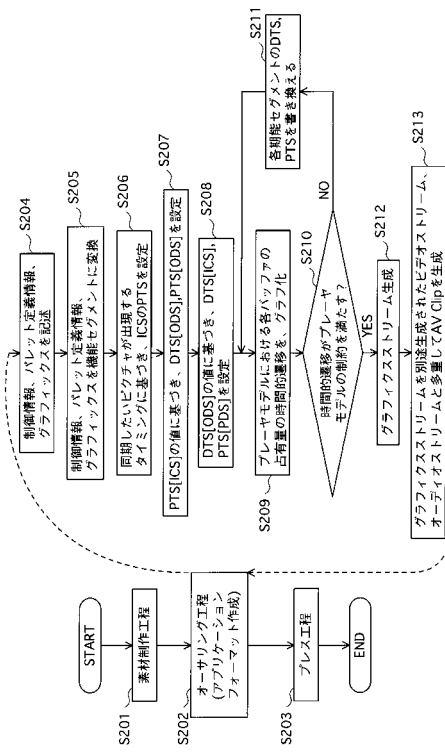 START
S201
素材制作工程
S202
オーサリング工程
(アプリケーション
フォーマット作成)
S203
プレス工程
END
S204
制御情報、パレット定義情報、
グラフィックスを記述
S205
制御情報、パレット定義情報、
グラフィックスを機能セグメントに変換
S206
同期したいピクチャが出現する
タイミングに基づき、ICSのPTSを設定
S207
PTS[ICS]の値に基づき、DTS[ODS],PTS[ODS]を設定
S208
DTS[ODS]の値に基づき、DTS[ICS],
PTS[PDS]を設定
S209
プレーヤモデルにおける各バッファの
占有量の時間的遷移を、グラフ化
S210
時間的遷移がプレーヤ
モデルの制約を満たす?
NO
S211
各期能セグメントのDTS,
PTSを書き換える
YES
S212
グラフィクスストリーム生成
S213
グラフィクスストリームを別途生成されたビデオストリーム、
オーディオストリームと多重してAV Clipを生成